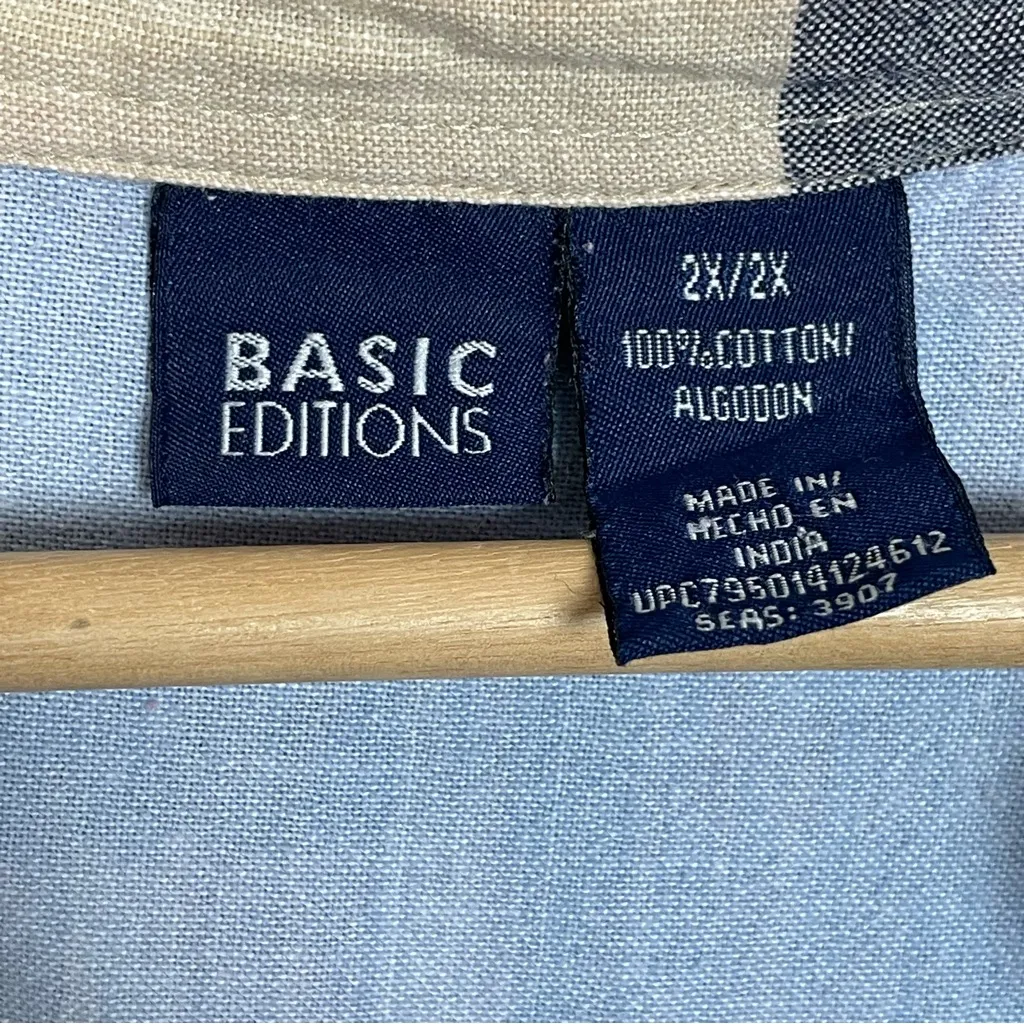 BASIC
EDITIONS
2X/2X
100%COTTON/
ALGODON
MADE IN/
HECHO EN
INDIA
UPC795014124612
SEAS: 3907